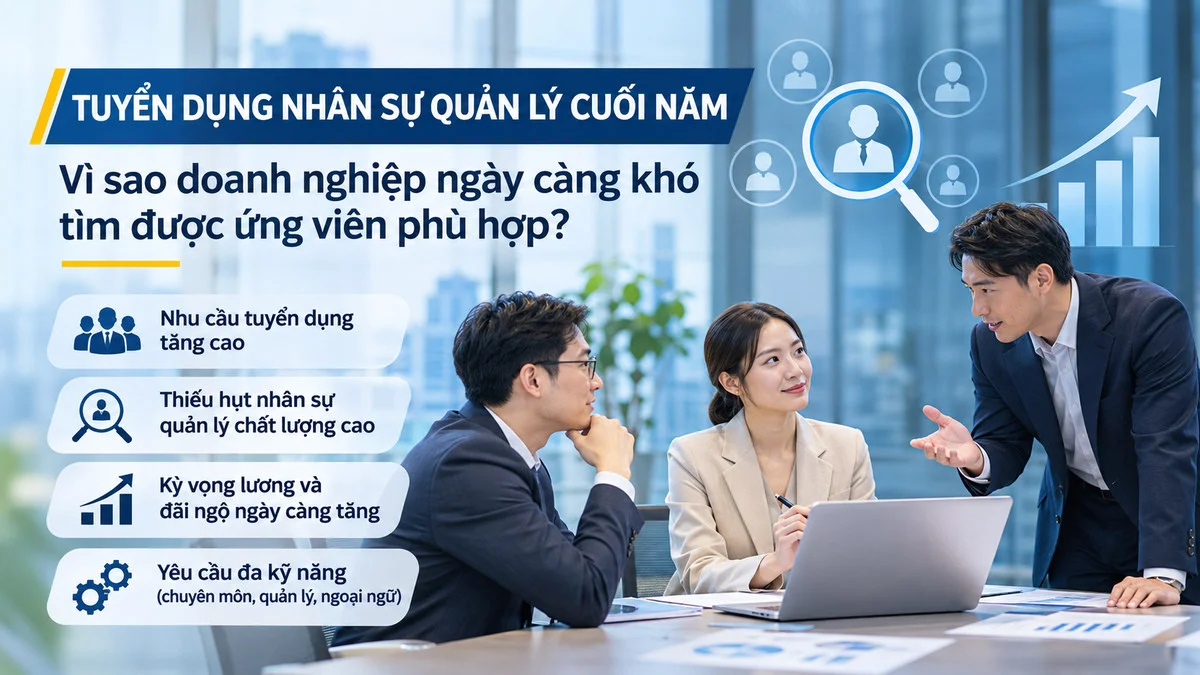 TUYỂN DỤNG NHÂN SỰ QUẢN LÝ CUỐI NĂM
Vì sao doanh nghiệp ngày càng khó
tìm được ứng viên phù hợp?
Nhu cầu tuyển dụng
tăng cao
Thiếu hụt nhân sự
quản lý chất lượng cao
Kỳ vọng lương và
đãi ngộ ngày càng tăng
Yêu cầu đa kỹ năng
(chuyên môn, quản lý, ngoại ngữ)